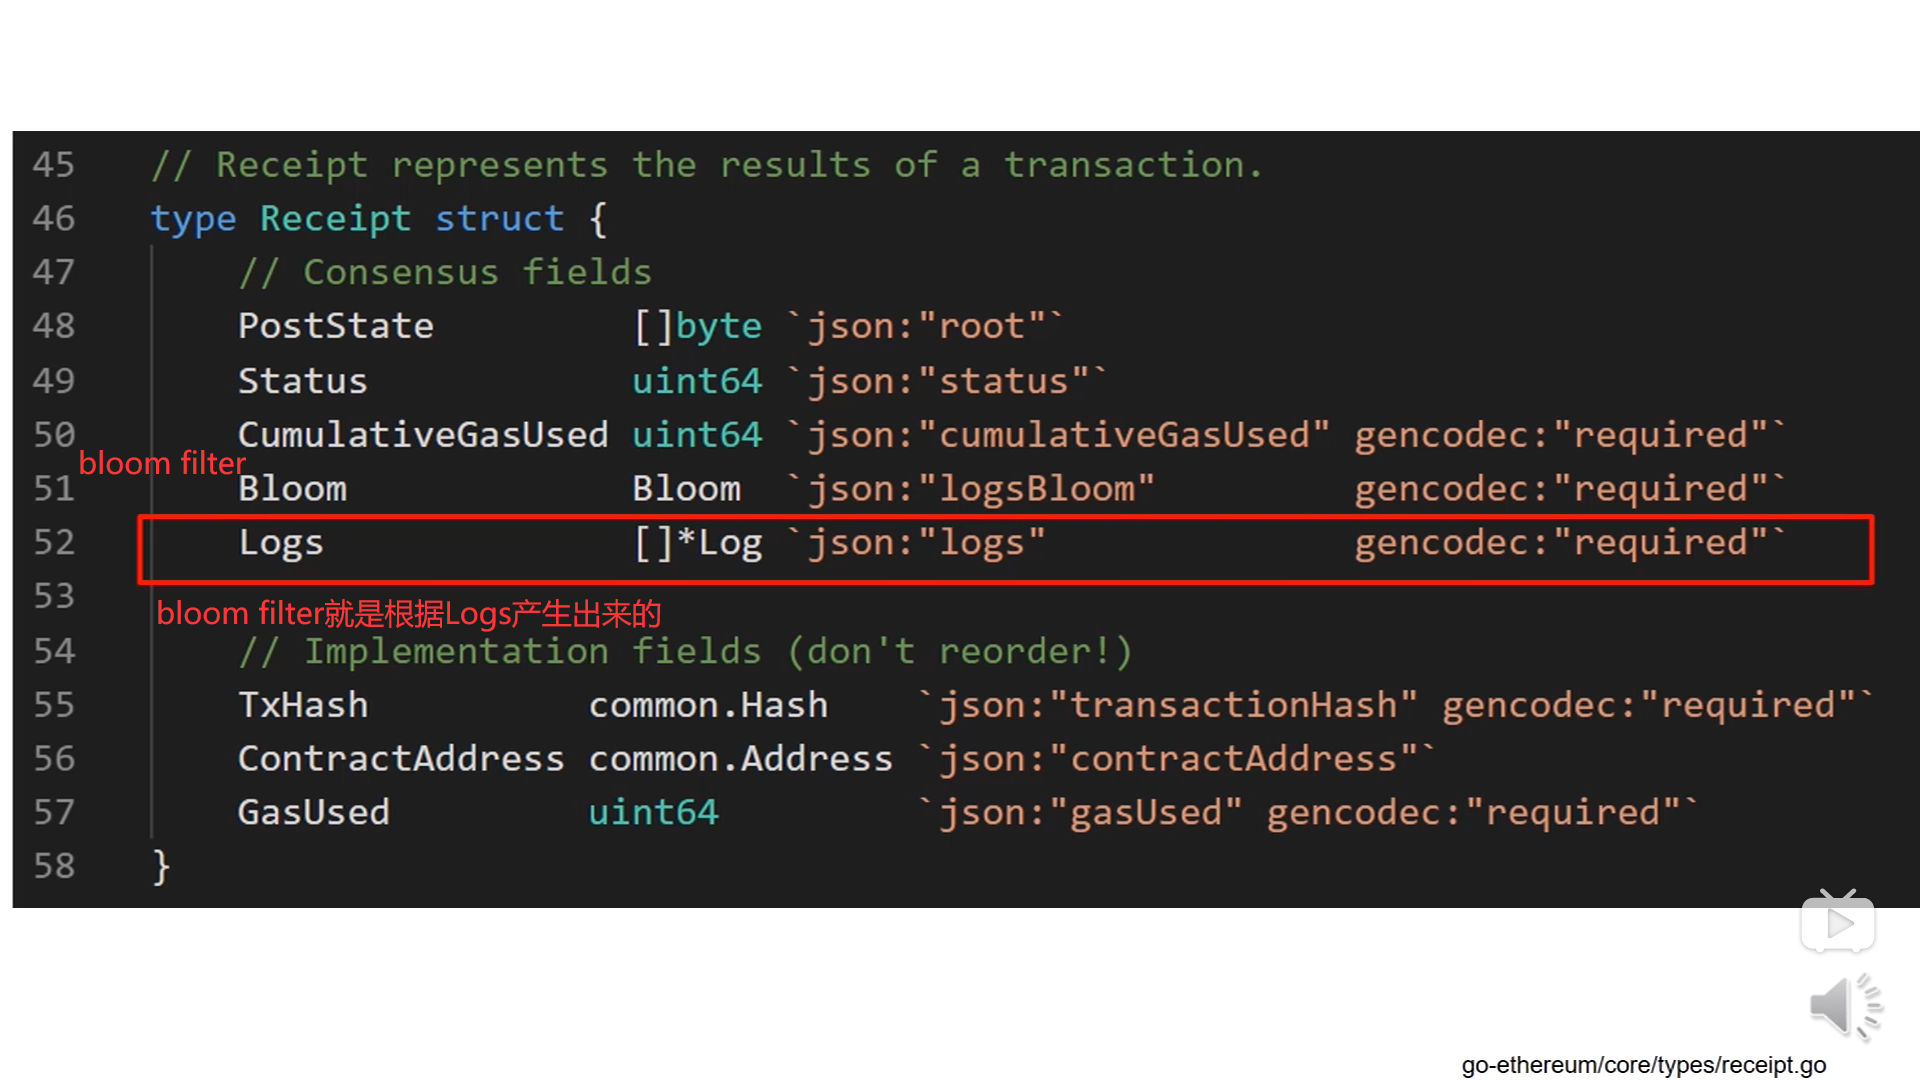 45 // Receipt represents the results of a transaction.
46 type Receipt struct {
47 // Consensus fields
48 PostState []byte `json:"root"`
49 Status uint64 `json:"status"`
50 CumulativeGasUsed uint64 `json:"cumulativeGasUsed" gencodec:"required"`
bloom filter
51 Bloom Bloom `json:"logsBloom" gencodec:"required"`
52 Logs []*Log `json:"logs" gencodec:"required"`
53
bloom filter就是根据Logs产生出来的
54 // Implementation fields (don't reorder!)
55 TxHash common.Hash `json:"transactionHash" gencodec:"required"`
56 ContractAddress common.Address `json:"contractAddress"`
57 GasUsed uint64 `json:"gasUsed" gencodec:"required"`
58 }
go-ethereum/core/types/receipt.go